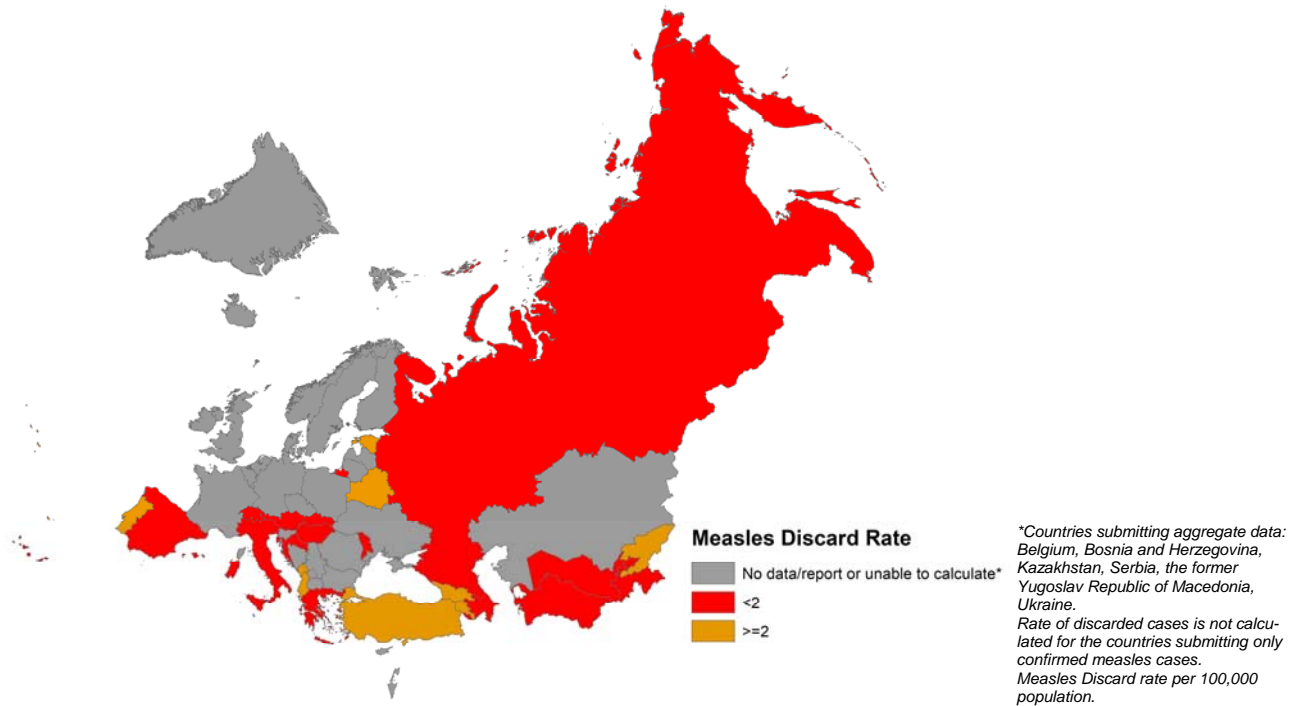 Measles Discard Rate
No data/report or unable to calculate*
<2
>=2
*Countries submitting aggregate data:
Belgium, Bosnia and Herzegovina,
Kazakhstan, Serbia, the former
Yugoslav Republic of Macedonia,
Ukraine.
Rate of discarded cases is not calcu-
lated for the countries submitting only
confirmed measles cases.
Measles Discard rate per 100,000
population.